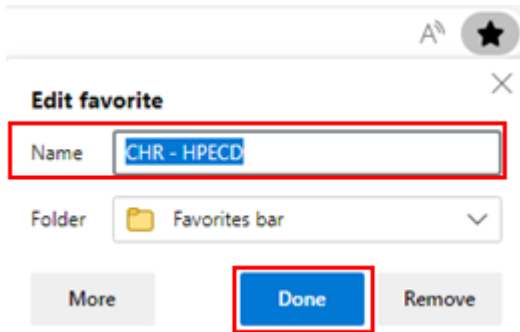 A
Edit favorite
Name CHR - HPECD
Folder Favorites bar
More Done Remove